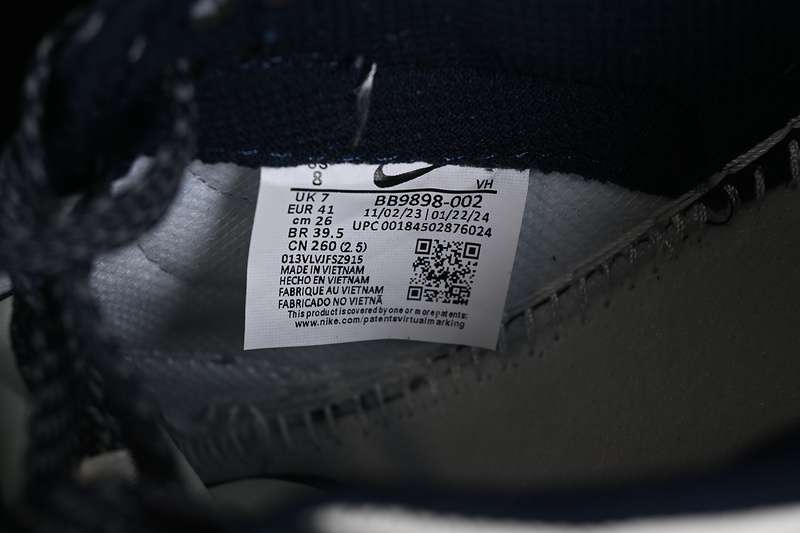 8
VH
UK 7
BB9898-002
EUR 41
11/02/23 | 01/22/24
cm 26
UPC 00184502876024
BR 39.5
CN 260 (2.5)
013VLVJFSZ915
MADE IN VIETNAM
HECHO EN VIETNAM
FABRIQUE AU VIETNAM
FABRICADO NO VIETNÃ
This product is covered by one or more patents:
www.nike.com/patentsvirtualmarking